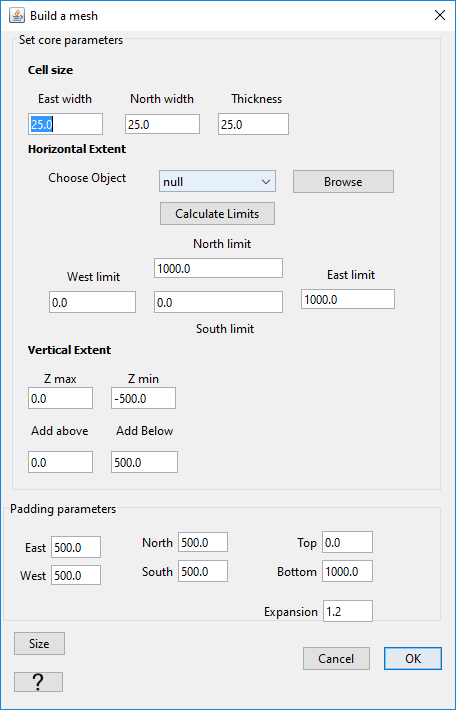 Build a mesh
Set core parameters
Cell size
East width North width Thickness
25.0 25.0 25.0
Horizontal Extent
Choose Object null Browse
Calculate Limits
North limit
1000.0
West limit East limit
0.0 0.0 1000.0
South limit
Vertical Extent
Z max Z min
0.0 -500.0
Add above Add Below
0.0 500.0
Padding parameters
East 500.0 North 500.0 Top 0.0
West 500.0 South 500.0 Bottom 1000.0
Expansion 1.2
Size
Cancel OK
?